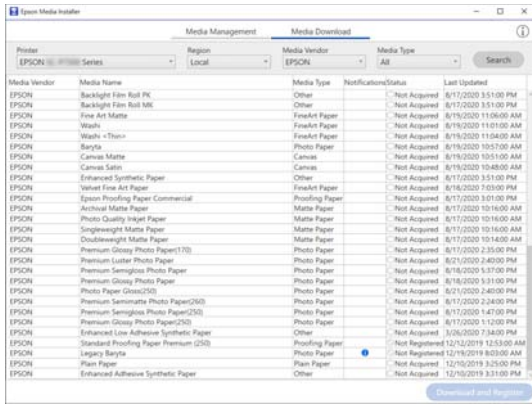 Epson Media Installer
Media Management Media Download
Printer Region Media Vendor Media Type
EPSON Series Local EPSON All Search
Media Vendor Media Name Media Type Notifications Status Last Updated
EPSON Backlight Film Roll PK Other Not Acquired 8/17/2020 3:51:00 PM
EPSON Backlight Film Roll MK Other Not Acquired 8/17/2020 3:51:00 PM
EPSON Fine Art Matte FineArt Paper Not Acquired 8/19/2020 11:06:00 AM
EPSON Washi FineArt Paper Not Acquired 8/19/2020 11:01:00 AM
EPSON Washi <Thin> FineArt Paper Not Acquired 8/19/2020 11:04:00 AM
EPSON Baryta Photo Paper Not Acquired 8/19/2020 10:57:00 AM
EPSON Canvas Matte Canvas Not Acquired 8/19/2020 10:51:00 AM
EPSON Canvas Satin Canvas Not Acquired 8/19/2020 10:48:00 AM
EPSON Enhanced Synthetic Paper Other Not Acquired 8/17/2020 3:51:00 PM
EPSON Velvet Fine Art Paper FineArt Paper Not Acquired 8/18/2020 7:03:00 PM
EPSON Epson Proofing Paper Commercial Proofing Paper Not Acquired 8/17/2020 3:01:00 PM
EPSON Archival Matte Paper Matte Paper Not Acquired 8/17/2020 10:16:00 AM
EPSON Photo Quality Inkjet Paper Matte Paper Not Acquired 8/17/2020 10:16:00 AM
EPSON Singleweight Matte Paper Matte Paper Not Acquired 8/17/2020 10:16:00 AM
EPSON Doubleweight Matte Paper Matte Paper Not Acquired 8/17/2020 10:14:00 AM
EPSON Premium Glossy Photo Paper(170) Photo Paper Not Acquired 8/17/2020 2:35:00 PM
EPSON Premium Luster Photo Paper Photo Paper Not Acquired 8/21/2020 2:40:00 PM
EPSON Premium Semigloss Photo Paper Photo Paper Not Acquired 8/18/2020 5:37:00 PM
EPSON Premium Glossy Photo Paper Photo Paper Not Acquired 8/18/2020 5:31:00 PM
EPSON Photo Paper Gloss(250) Photo Paper Not Acquired 8/21/2020 2:40:00 PM
EPSON Premium Semimatte Photo Paper(260) Photo Paper Not Acquired 8/17/2020 2:24:00 PM
EPSON Premium Semigloss Photo Paper(250) Photo Paper Not Acquired 8/17/2020 1:47:00 PM
EPSON Premium Glossy Photo Paper(250) Photo Paper Not Acquired 8/17/2020 1:12:00 PM
EPSON Enhanced Low Adhesive Synthetic Paper Other Not Acquired 3/26/2020 7:34:00 PM
EPSON Standard Proofing Paper Premium (250) Proofing Paper Not Registered 12/12/2019 12:53:00 AM
EPSON Legacy Baryta Photo Paper Not Registered 12/19/2019 8:03:00 AM
EPSON Plain Paper Plain Paper Not Acquired 12/10/2019 3:25:00 PM
EPSON Enhanced Adhesive Synthetic Paper Other Not Acquired 12/10/2019 3:31:00 PM
Download and Register